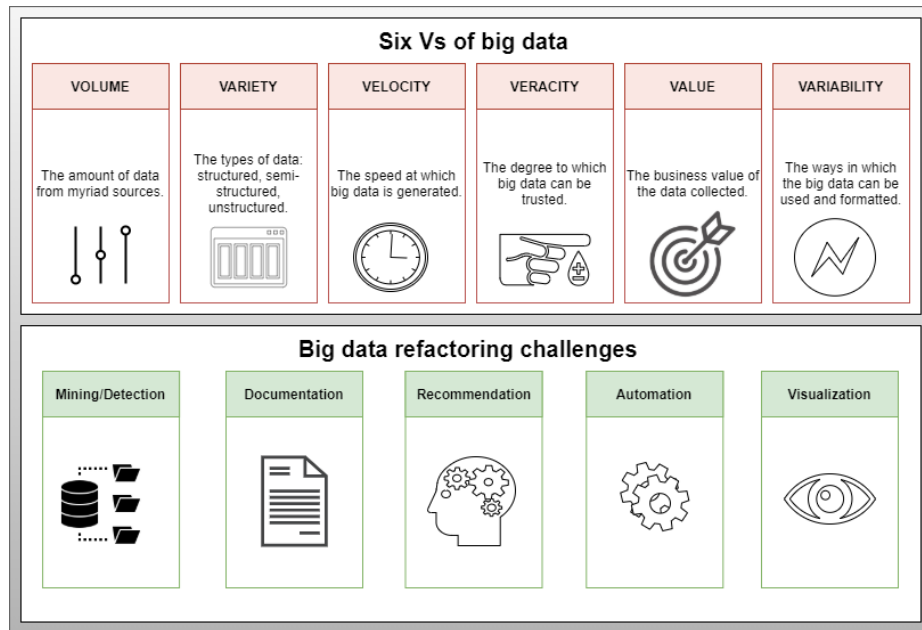 Six Vs of big data
VOLUME
The amount of data
from myriad sources.
VARIETY
The types of data:
structured, semi-
structured,
unstructured.
VELOCITY
The speed at which
big data is generated.
VERACITY
The degree to which
big data can be
trusted.
VALUE
The business value of
the data collected.
VARIABILITY
The ways in which
the big data can be
used and formatted.
Big data refactoring challenges
Mining/Detection
Documentation
Recommendation
Automation
Visualization